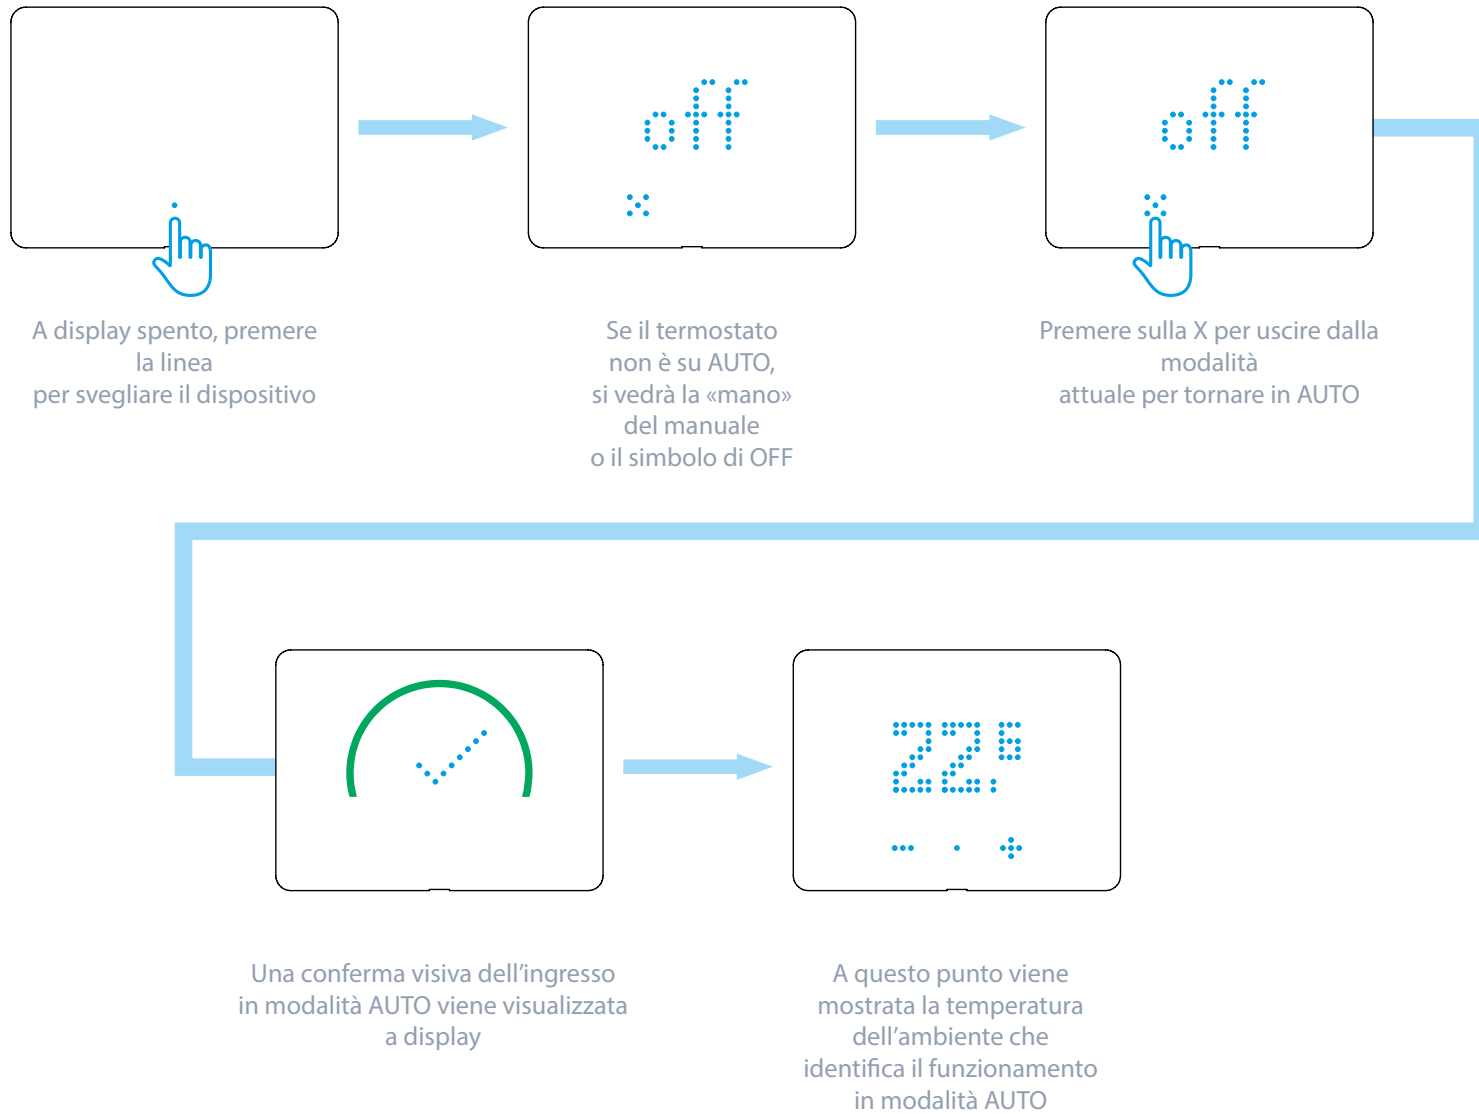 off
off
A display spento, premere
la linea
per svegliare il dispositivo
Se il termostato
non è su AUTO,
si vedrà la «mano»
del manuale
o il simbolo di OFF
Premere sulla X per uscire dalla
modalità
attuale per tornare in AUTO
22.6
Una conferma visiva dell’ingresso
in modalità AUTO viene visualizzata
a display
A questo punto viene
mostrata la temperatura
dell’ambiente che
identifica il funzionamento
in modalità AUTO